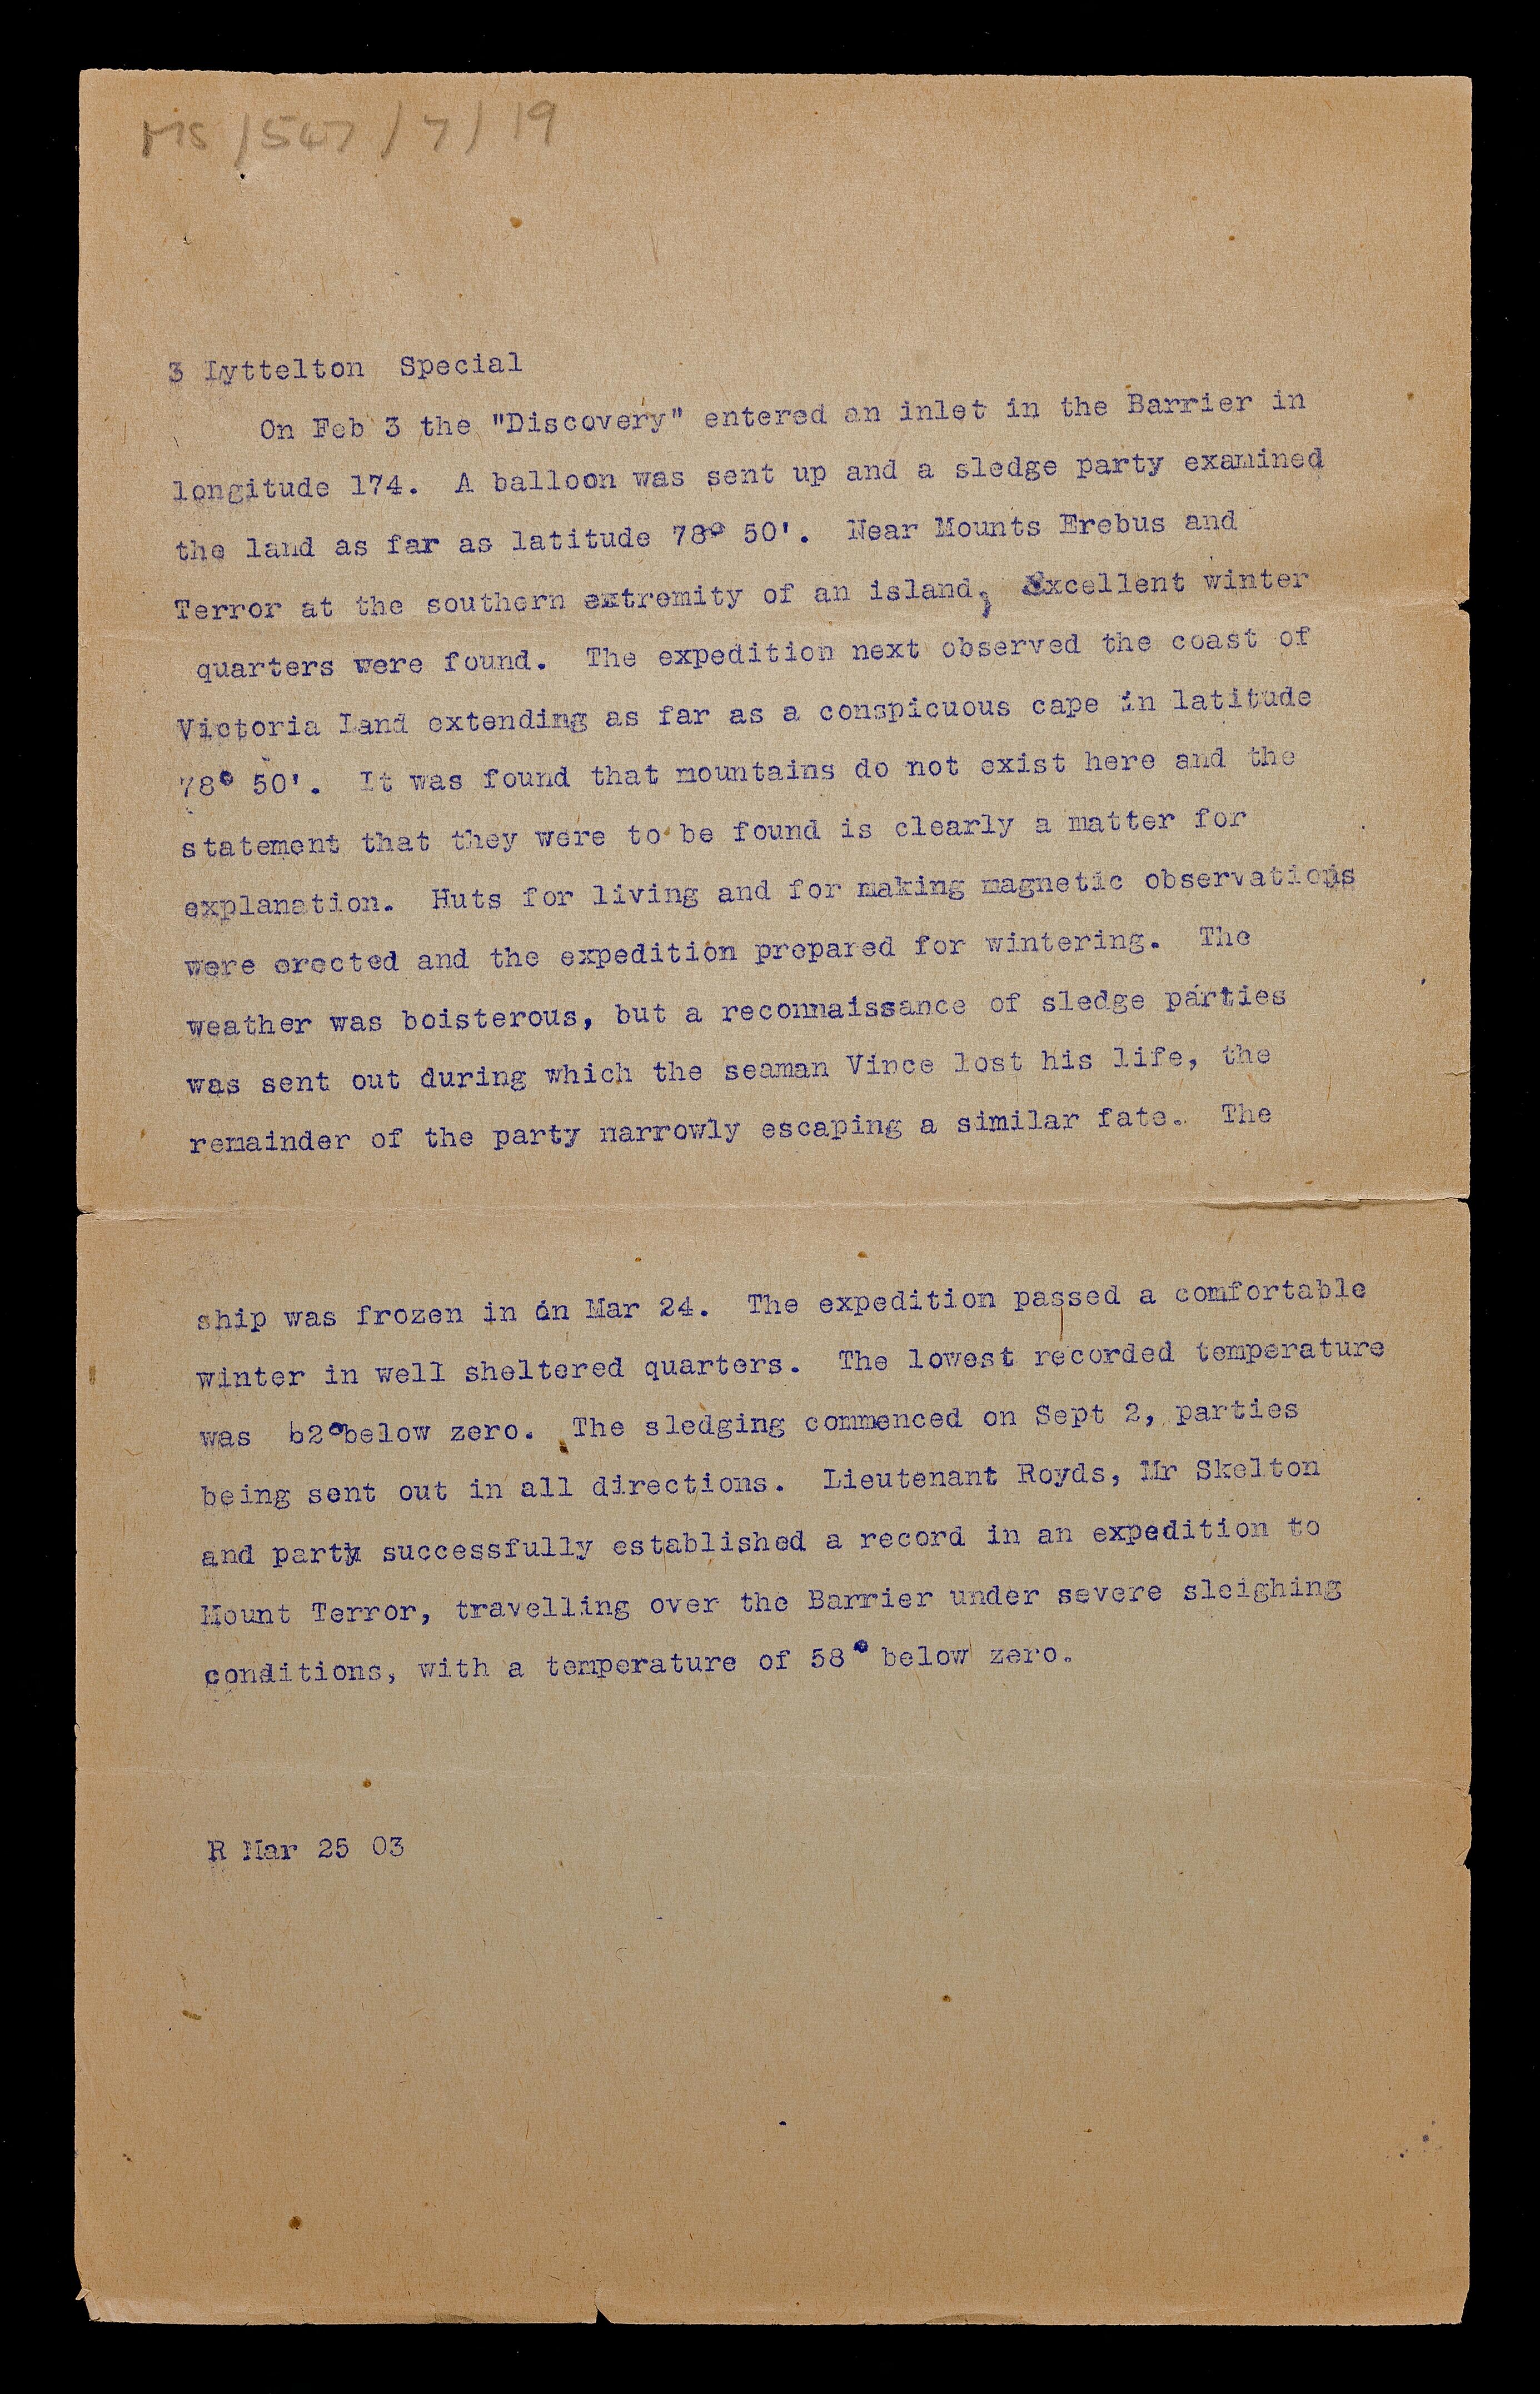 MS/547/7/19
3 Lyttelton Special
On Feb 3 the "Discovery" entered an inlet in the Barrier in
longitude 174. A balloon was sent up and a sledge party examined
the land as far as latitude 78° 50'. Near Mounts Erebus and
Terror at the southern extremity of an island, Excellent winter
quarters were found. The expedition next observed the coast of
Victoria Land extending as far as a conspicuous cape in latitude
78° 50'. It was found that mountains do not exist here and the
statement that they were to be found is clearly a matter for
explanation. Huts for living and for making magnetic observations
were erected and the expedition prepared for wintering. The
weather was boisterous, but a reconnaissance of sledge parties
was sent out during which the seaman Vince lost his life, the
remainder of the party narrowly escaping a similar fate. The
ship was frozen in on Mar 24. The expedition passed a comfortable
winter in well sheltered quarters. The lowest recorded temperature
was 62° below zero. The sledging commenced on Sept 2, parties
being sent out in all directions. Lieutenant Royds, Mr Skelton
and party successfully established a record in an expedition to
Mount Terror, travelling over the Barrier under severe sleighing
conditions, with a temperature of 58° below zero.
R Mar 25 03